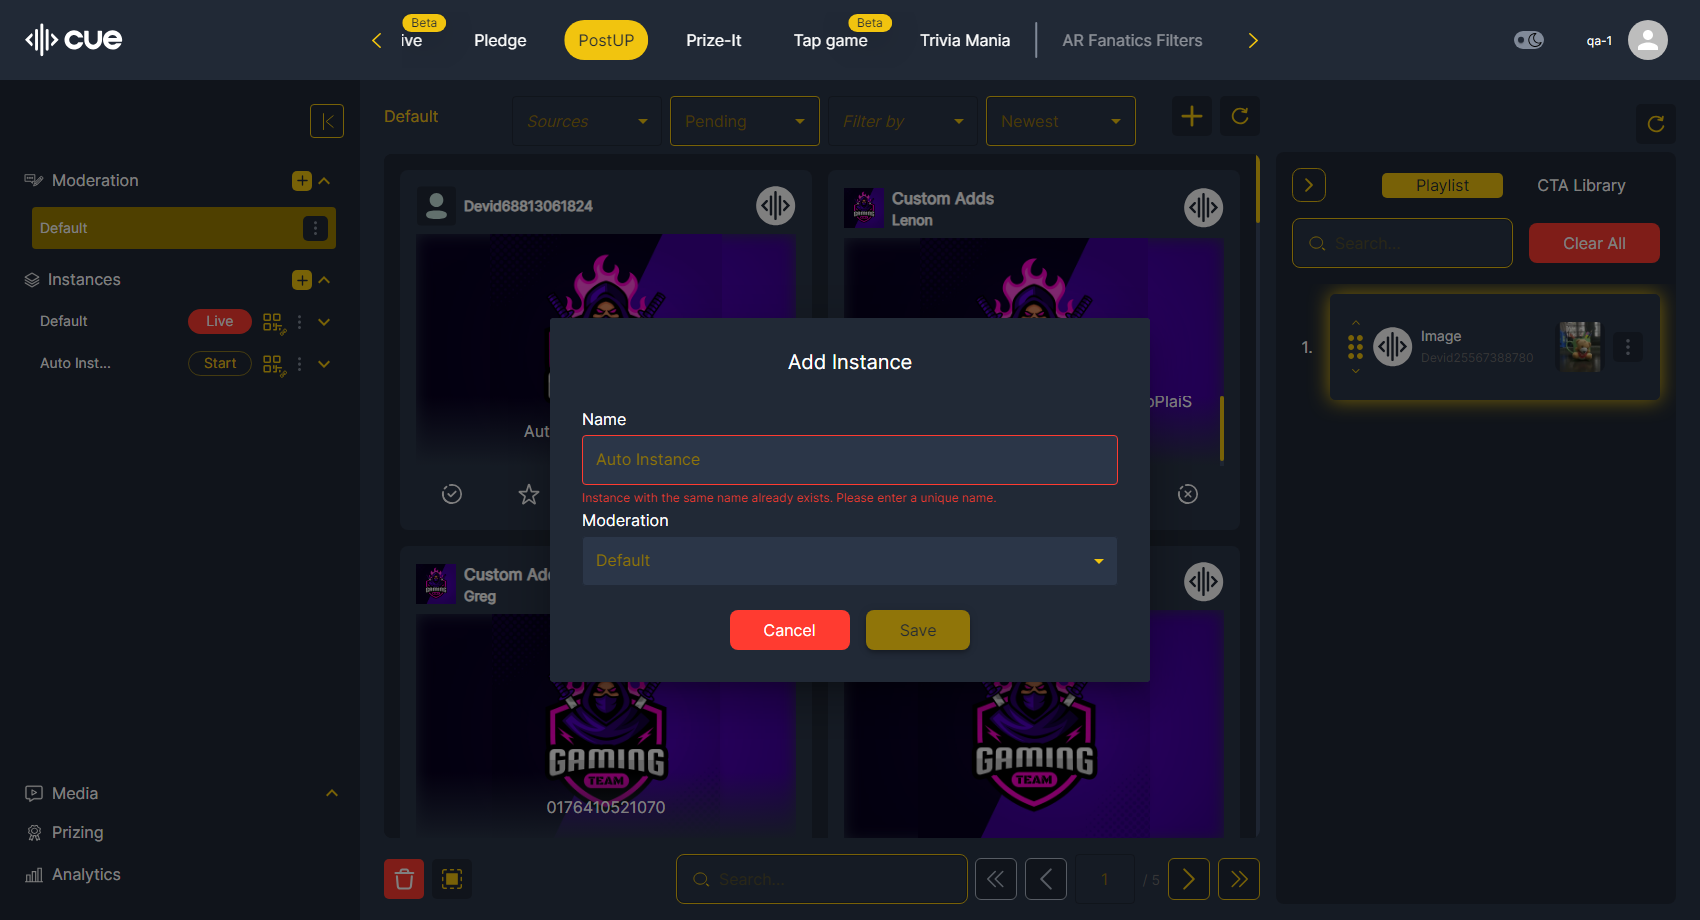 cue
ive
Beta
Pledge
PostUP
Prize-It
Tap game
Beta
Trivia Mania
AR Fanatics Filters
qa-1
Moderation
Default
Instances
Default
Live
Auto Inst...
Start
Media
Prizing
Analytics
Default
Sources
Pending
Filter by
Newest
Devid68813061824
Aut
Custom Adds
Lenon
oPlaiS
Custom Add
Greg
GAMING
TEAM
0176410521070
GAMING
TEAM
Add Instance
Name
Auto Instance
Instance with the same name already exists. Please enter a unique name.
Moderation
Default
Cancel
Save
Search...
1
/ 5
Playlist
CTA Library
Search...
Clear All
1.
Image
Devid25567388780